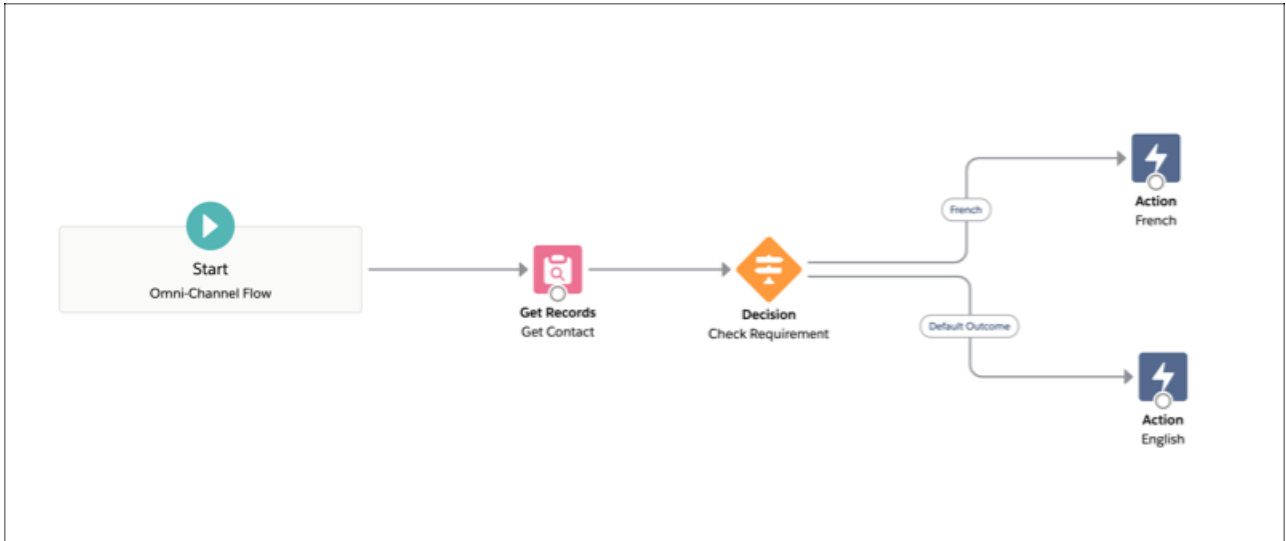 Start
Omni-Channel Flow
Get Records
Get Contact
Decision
Check Requirement
French
Action
French
Default Outcome
Action
English